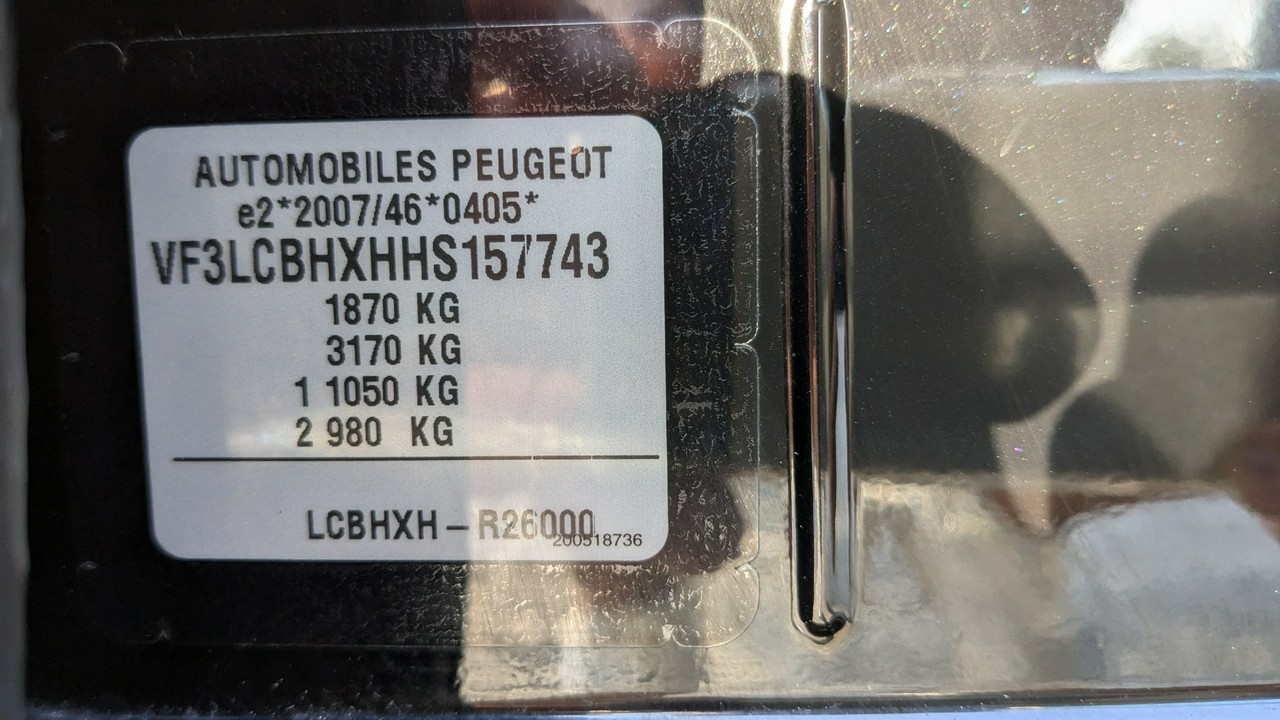 AUTOMOBILES PEUGEOT
e2*2007/46*0405*
VF3LCBHXHHS157743
1870 KG
3170 KG
1 1050 KG
2 980 KG
LCBHXH – R26000
200518736